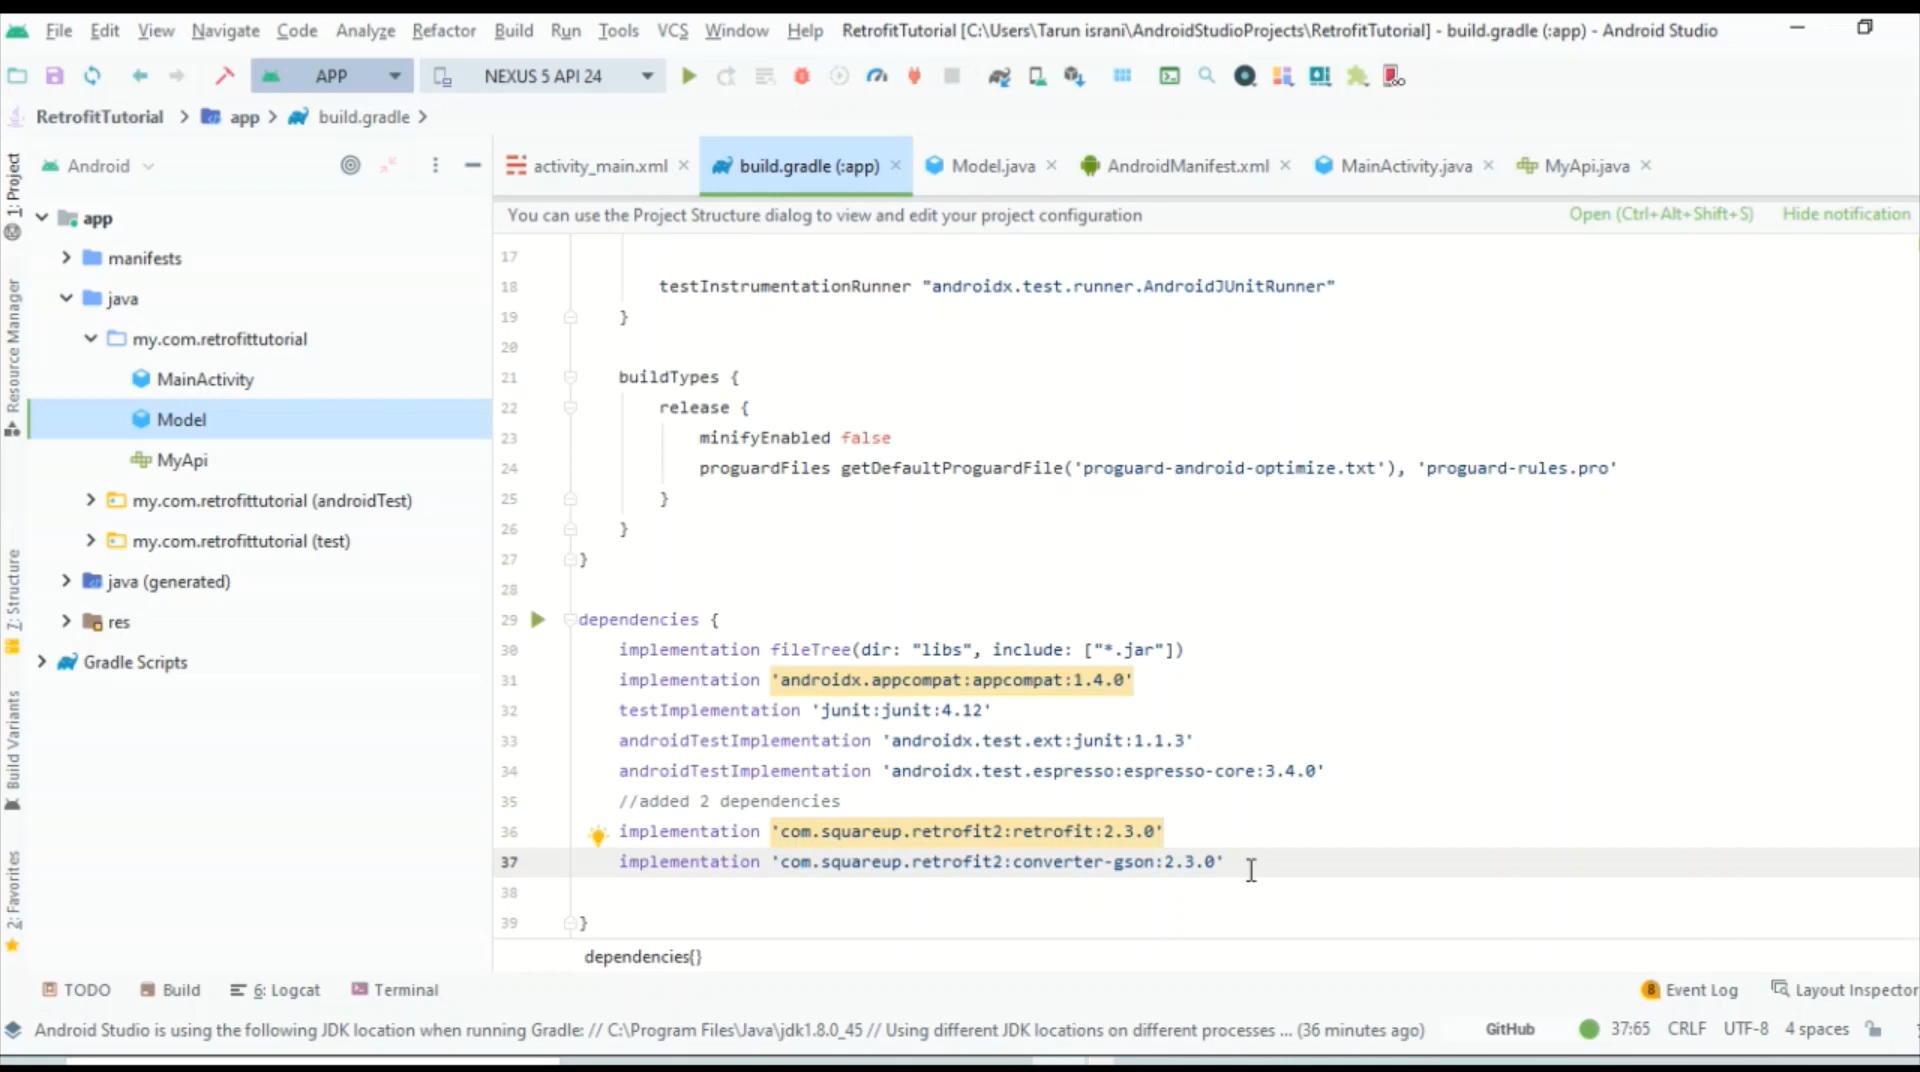 File Edit View Navigate Code Analyze Refactor Build Run Tools VCS Window Help RetrofitTutorial [C:\Users\Tarun israni\AndroidStudioProjects\RetrofitTutorial] - build.gradle (:app) - Android Studio
APP NEXUS 5 API 24
RetrofitTutorial app build.gradle
Android
activity_main.xml build.gradle (:app) Model.java AndroidManifest.xml MainActivity.java MyApi.java
You can use the Project Structure dialog to view and edit your project configuration Open (Ctrl+Alt+Shift+S) Hide notification
1: Project
Resource Manager
Z: Structure
Build Variants
2: Favorites
app
manifests
java
my.com.retrofittutorial
MainActivity
Model
MyApi
my.com.retrofittutorial (androidTest)
my.com.retrofittutorial (test)
java (generated)
res
Gradle Scripts
17
18 testInstrumentationRunner "androidx.test.runner.AndroidJUnitRunner"
19 }
20
21 buildTypes {
22 release {
23 minifyEnabled false
24 proguardFiles getDefaultProguardFile('proguard-android-optimize.txt'), 'proguard-rules.pro'
25 }
26 }
27 }
28
29 dependencies {
30 implementation fileTree(dir: "libs", include: ["*.jar"])
31 implementation 'androidx.appcompat:appcompat:1.4.0'
32 testImplementation 'junit:junit:4.12'
33 androidTestImplementation 'androidx.test.ext:junit:1.1.3'
34 androidTestImplementation 'androidx.test.espresso:espresso-core:3.4.0'
35 //added 2 dependencies
36 implementation 'com.squareup.retrofit2:retrofit:2.3.0'
37 implementation 'com.squareup.retrofit2:converter-gson:2.3.0'
38
39 }
dependencies{}
TODO Build 6: Logcat Terminal 8 Event Log Layout Inspector
Android Studio is using the following JDK location when running Gradle: // C:\Program Files\Java\jdk1.8.0_45 // Using different JDK locations on different processes ... (36 minutes ago) GitHub 37:65 CRLF UTF-8 4 spaces